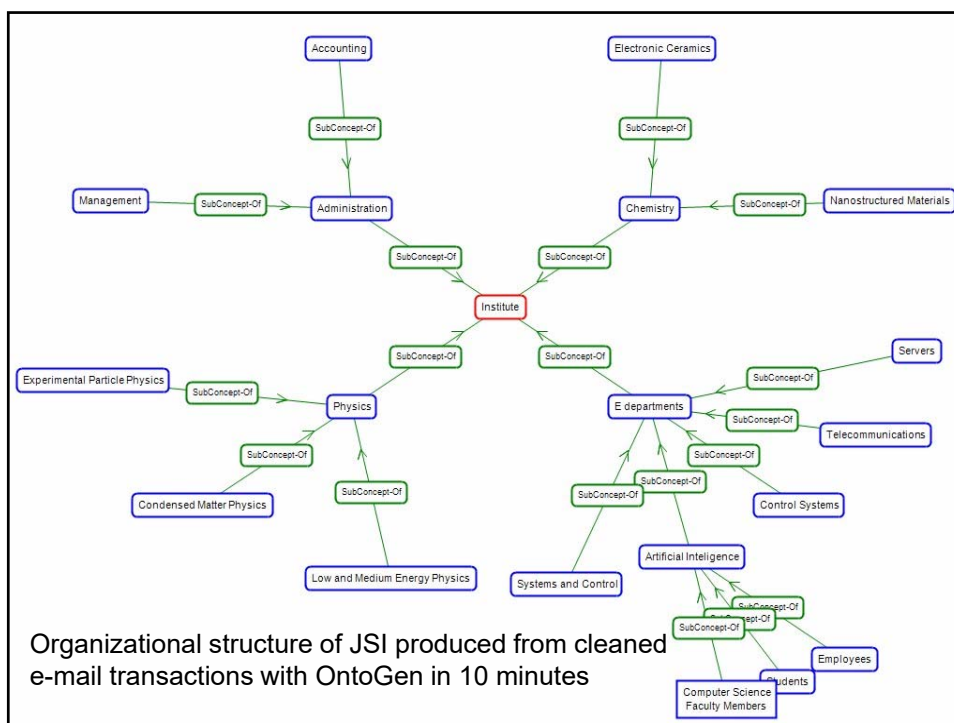 Accounting
Electronic Ceramics
SubConcept-Of
SubConcept-Of
Management
SubConcept-Of
Administration
Chemistry
SubConcept-Of
Nanostructured Materials
SubConcept-Of
SubConcept-Of
Institute
SubConcept-Of
SubConcept-Of
Servers
Experimental Particle Physics
SubConcept-Of
SubConcept-Of
Physics
E departments
SubConcept-Of
Telecommunications
SubConcept-Of
SubConcept-Of
SubConcept-Of
SubConcept-Of
SubConcept-Of
Condensed Matter Physics
Control Systems
Artificial Inteligence
Low and Medium Energy Physics
Systems and Control
SubConcept-Of
SubConcept-Of
SubConcept-Of
Organizational structure of JSI produced from cleaned
e-mail transactions with OntoGen in 10 minutes
Employees
Students
Computer Science
Faculty Members